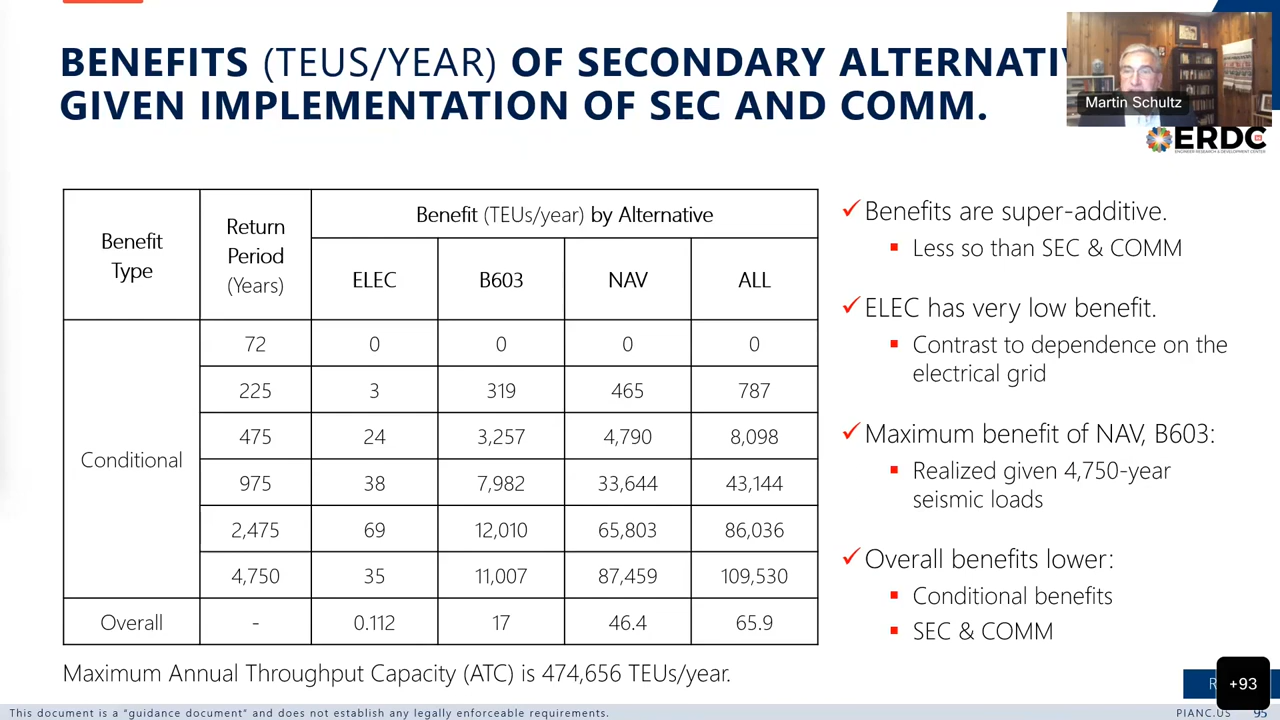 BENEFITS (TEUS/YEAR) OF SECONDARY
GIVEN IMPLEMENTATION OF SEC AND COMM.
Martin Schultz
ERDC
ENGINEER RESEARCH & DEVELOPMENT CENTER
Benefit Type Return Period (Years) Benefit (TEUs/year) by Alternative
ELEC B603 NAV ALL
Conditional
72 0 0 0 0
225 3 319 465 787
475 24 3,257 4,790 8,098
975 38 7,982 33,644 43,144
2,475 69 12,010 65,803 86,036
4,750 35 11,007 87,459 109,530
Overall - 0.112 17 46.4 65.9
Maximum Annual Throughput Capacity (ATC) is 474,656 TEUs/year.
✓ Benefits are super-additive.
▪ Less so than SEC & COMM
✓ ELEC has very low benefit.
▪ Contrast to dependence on the
electrical grid
✓ Maximum benefit of NAV, B603:
▪ Realized given 4,750-year
seismic loads
✓ Overall benefits lower:
▪ Conditional benefits
▪ SEC & COMM
+93
This document is a "guidance document" and does not establish any legally enforceable requirements.
PIANC.US 95